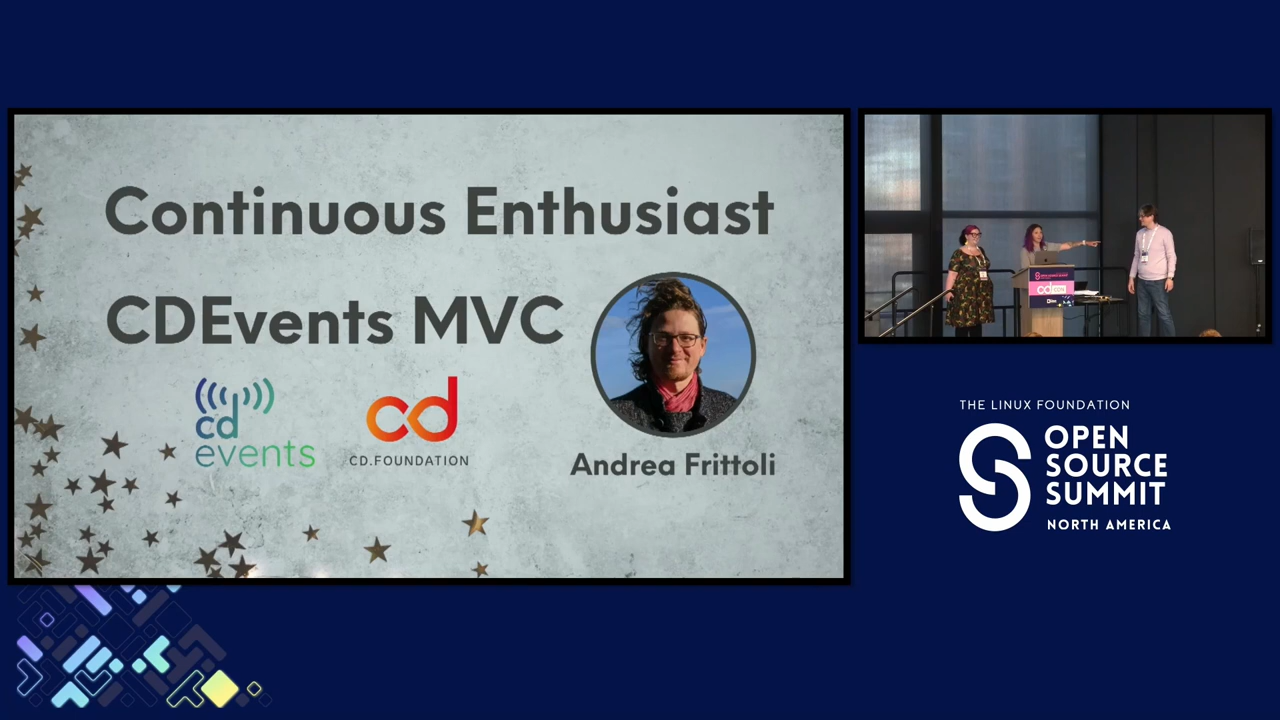 Continuous Enthusiast
CDEvents MVC
cd
events
cd
CD.FOUNDATION
Andrea Frittoli
THE LINUX FOUNDATION
OPEN
SOURCE
SUMMIT
NORTH AMERICA